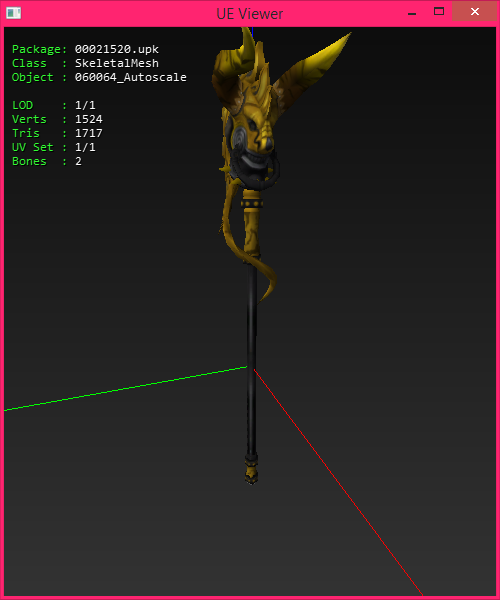 UE Viewer
Package: 00021520.upk
Class : SkeletalMesh
Object : 060064_Autoscale
LOD : 1/1
Verts : 1524
Tris : 1717
UV Set : 1/1
Bones : 2